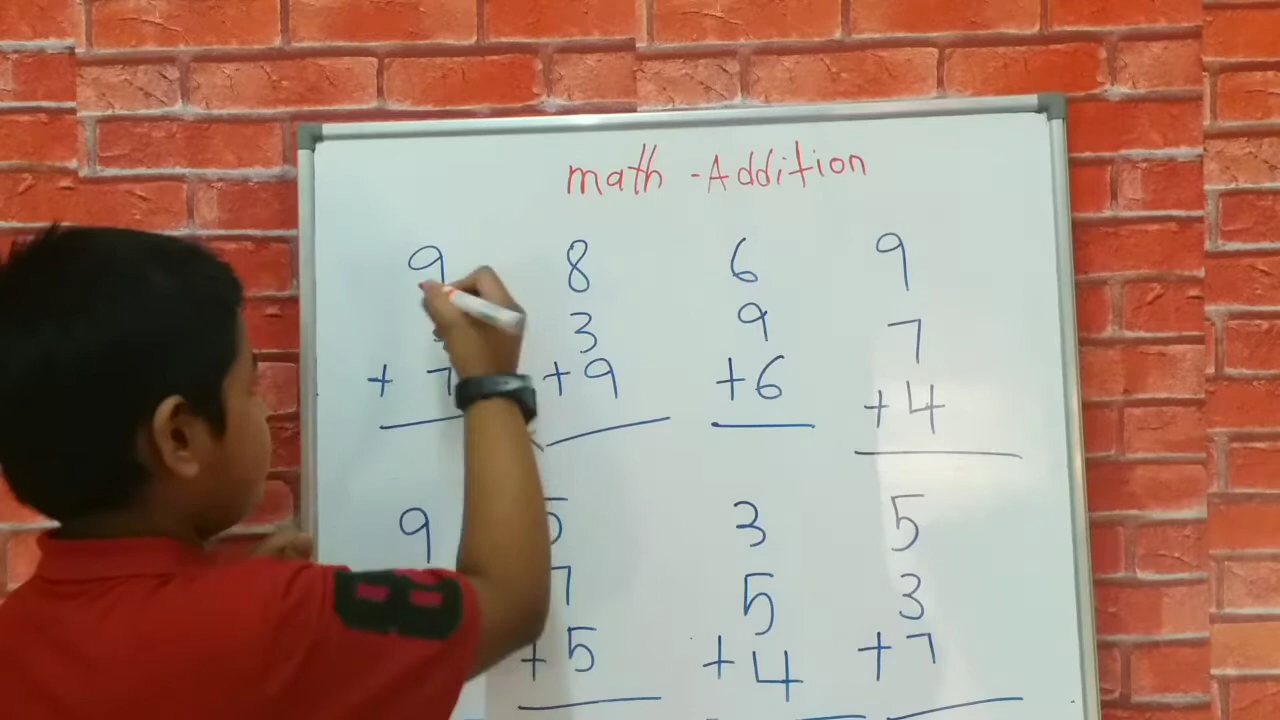 math - Addition
9 8 6 9
3 9 7
+ 7 +9 +6 +4
9 5 3 5
7 5 3
+5 +4 +7
B